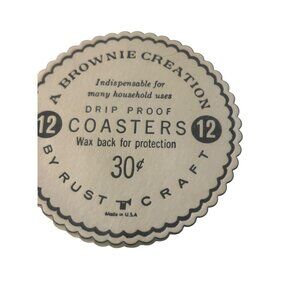 A BROWNIE CREATION
Indispensable for
many household uses
DRIP PROOF
12 COASTERS 12
Wax back for protection
30¢
BY RUST CRAFT
Made in U.S.A